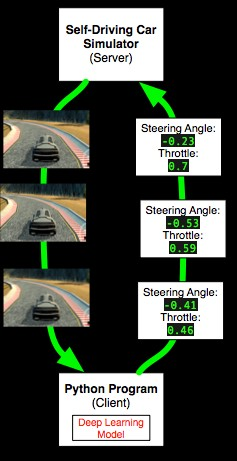 Self-Driving Car
Simulator
(Server)
Steering Angle:
-0.23
Throttle:
0.7
Steering Angle:
-0.53
Throttle:
0.59
Steering Angle:
-0.41
Throttle:
0.46
Python Program
(Client)
Deep Learning
Model